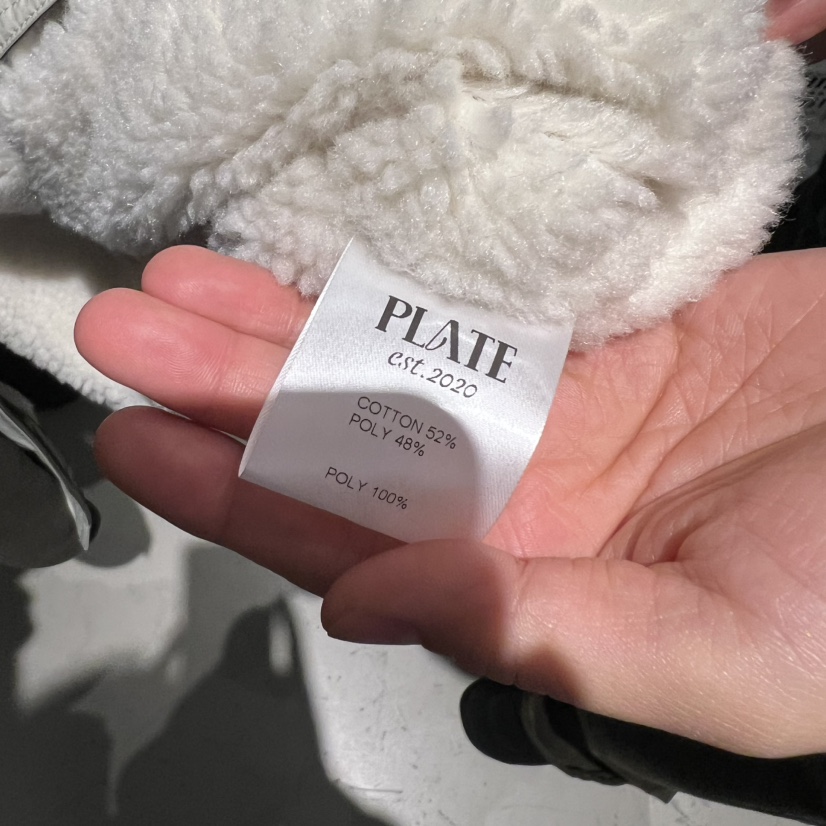 PLATE
est.2020
COTTON 52%
POLY 48%
POLY 100%